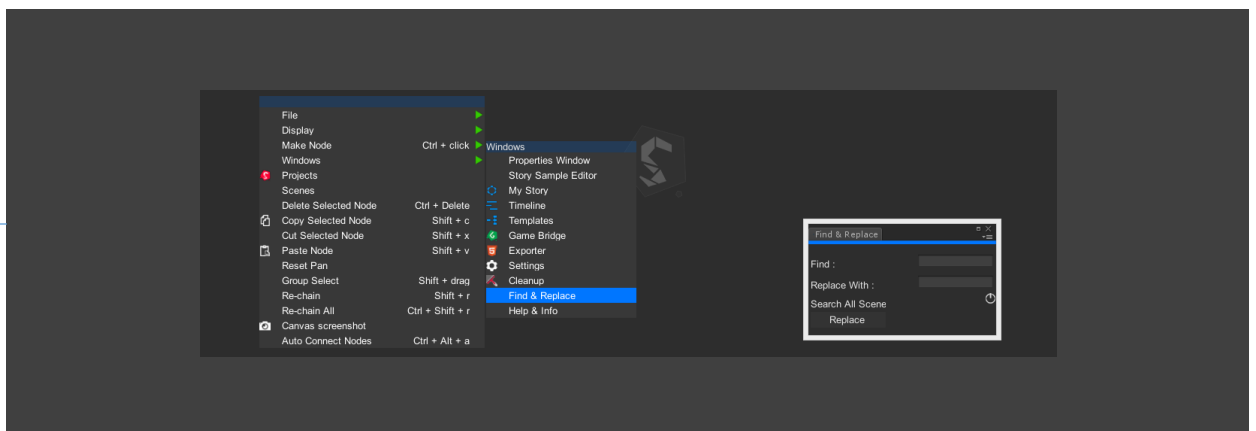 File
Display
Make Node Ctrl + click
Windows
Projects
Scenes
Delete Selected Node Ctrl + Delete
Copy Selected Node Shift + c
Cut Selected Node Shift + x
Paste Node Shift + v
Reset Pan
Group Select Shift + drag
Re-chain Shift + r
Re-chain All Ctrl + Shift + r
Canvas screenshot
Auto Connect Nodes Ctrl + Alt + a
Windows
Properties Window
Story Sample Editor
My Story
Timeline
Templates
Game Bridge
Exporter
Settings
Cleanup
Find & Replace
Help & Info
Find & Replace
Find :
Replace With :
Search All Scene
Replace